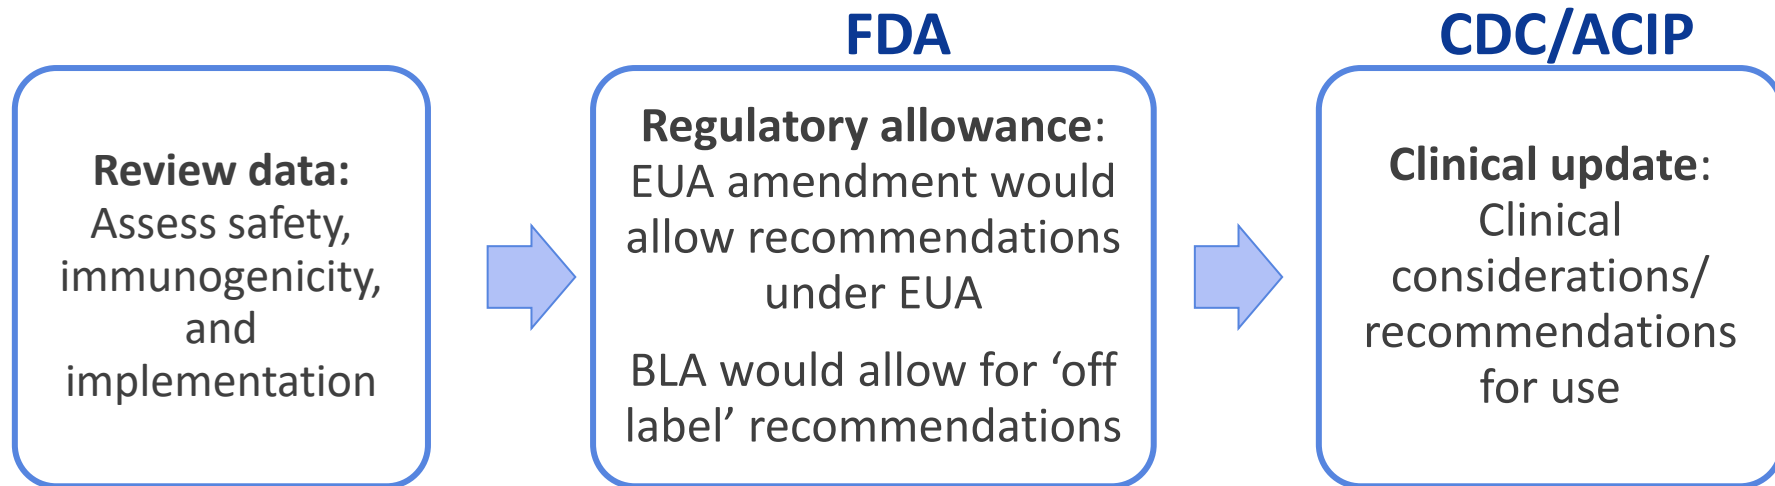 Review data:
Assess safety,
immunogenicity,
and
implementation
FDA
Regulatory allowance:
EUA amendment would
allow recommendations
under EUA
BLA would allow for ‘off
label’ recommendations
CDC/ACIP
Clinical update:
Clinical
considerations/
recommendations
for use